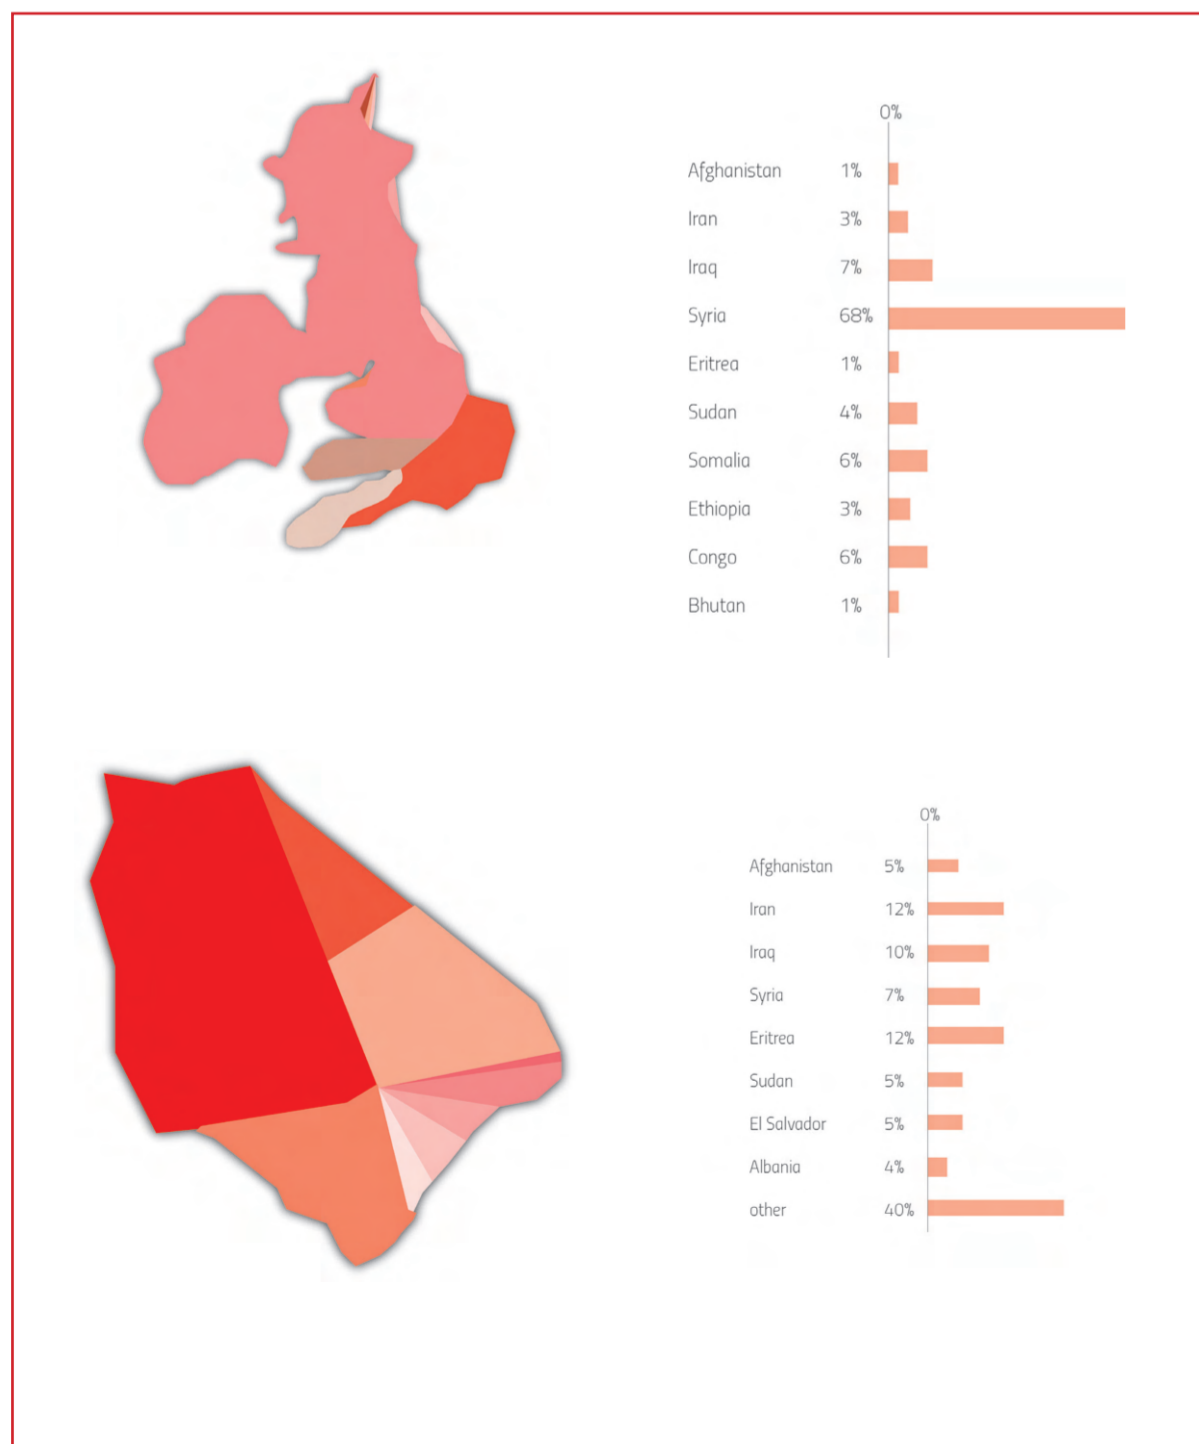 0%
Afghanistan 1%
Iran 3%
Iraq 7%
Syria 68%
Eritrea 1%
Sudan 4%
Somalia 6%
Ethiopia 3%
Congo 6%
Bhutan 1%
0%
Afghanistan 5%
Iran 12%
Iraq 10%
Syria 7%
Eritrea 12%
Sudan 5%
El Salvador 5%
Albania 4%
other 40%